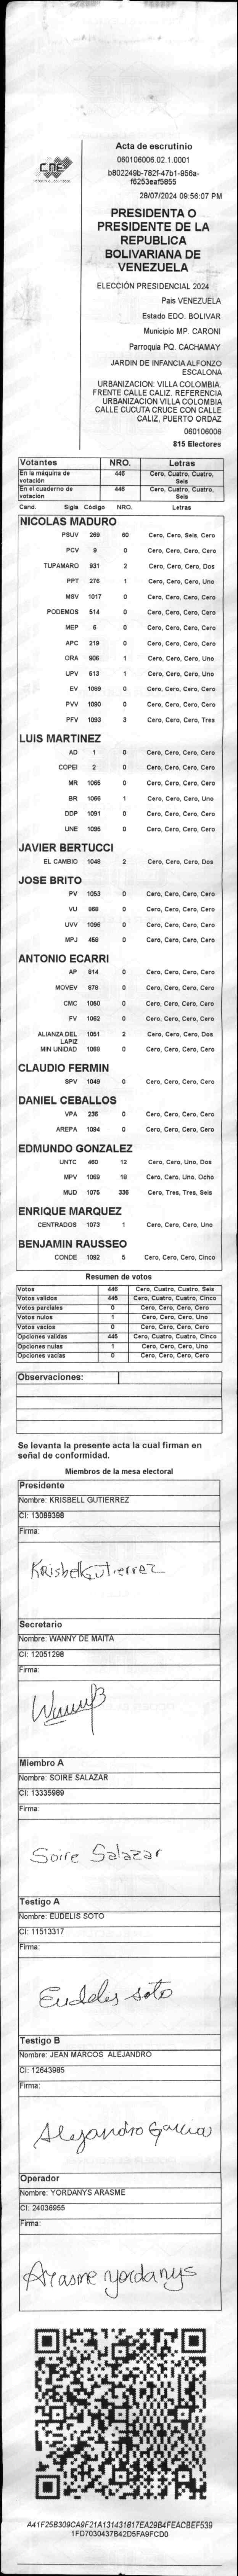 CNE
Acta de escrutinio
080106006.02.1.0001
b802249b-782f-47b1-956a-
f6253eaf5855
28/07/2024 09:56:07 PM
PRESIDENTA O
PRESIDENTE DE LA
REPUBLICA
BOLIVARIANA DE
VENEZUELA
ELECCIÓN PRESIDENCIAL 2024
Pais VENEZUELA
Estado EDO. BOLIVAR
Municipio MP. CARONI
Parroquia PQ. CACHAMAY
JARDIN DE INFANCIA ALFONZO
ESCALONA
URBANIZACION: VILLA COLOMBIA.
FRENTE CALLE CALIZ. REFERENCIA
URBANIZACION VILLA COLOMBIA
CALLE CUCUTA CRUCE CON CALLE
CALIZ, PUERTO ORDAZ
060106006
815 Electores
Votantes NRO. Letras
En la máquina de votación 446 Cero, Cuatro, Cuatro, Seis
En el cuaderno de votación 446 Cero, Cuatro, Cuatro, Seis
Cand. Sigla Código NRO. Letras
NICOLAS MADURO
PSUV 269 60 Cero, Cero, Seis, Cero
PCV 9 0 Cero, Cero, Cero, Cero
TUPAMARO 931 2 Cero, Cero, Cero, Dos
PPT 276 1 Cero, Cero, Cero, Uno
MSV 1017 0 Cero, Cero, Cero, Cero
PODEMOS 514 0 Cero, Cero, Cero, Cero
MEP 6 0 Cero, Cero, Cero, Cero
APC 219 0 Cero, Cero, Cero, Cero
ORA 906 1 Cero, Cero, Cero, Uno
UPV 513 1 Cero, Cero, Cero, Uno
EV 1089 0 Cero, Cero, Cero, Cero
PVV 1090 0 Cero, Cero, Cero, Cero
PFV 1093 3 Cero, Cero, Cero, Tres
LUIS MARTINEZ
AD 1 0 Cero, Cero, Cero, Cero
COPEI 2 0 Cero, Cero, Cero, Cero
MR 1065 0 Cero, Cero, Cero, Cero
BR 1066 1 Cero, Cero, Cero, Uno
DDP 1091 0 Cero, Cero, Cero, Cero
UNE 1095 0 Cero, Cero, Cero, Cero
JAVIER BERTUCCI
EL CAMBIO 1048 2 Cero, Cero, Cero, Dos
JOSE BRITO
PV 1053 0 Cero, Cero, Cero, Cero
VU 868 0 Cero, Cero, Cero, Cero
UVV 1096 0 Cero, Cero, Cero, Cero
MPJ 458 0 Cero, Cero, Cero, Cero
ANTONIO ECARRI
AP 814 0 Cero, Cero, Cero, Cero
MOVEV 878 0 Cero, Cero, Cero, Cero
CMC 1050 0 Cero, Cero, Cero, Cero
FV 1062 0 Cero, Cero, Cero, Cero
ALIANZA DEL LAPIZ 1051 2 Cero, Cero, Cero, Dos
MIN UNIDAD 1069 0 Cero, Cero, Cero, Cero
CLAUDIO FERMIN
SPV 1049 0 Cero, Cero, Cero, Cero
DANIEL CEBALLOS
VPA 236 0 Cero, Cero, Cero, Cero
AREPA 1094 0 Cero, Cero, Cero, Cero
EDMUNDO GONZALEZ
UNTC 460 12 Cero, Cero, Uno, Dos
MPV 1068 18 Cero, Cero, Uno, Ocho
MUD 1075 336 Cero, Tres, Tres, Seis
ENRIQUE MARQUEZ
CENTRADOS 1073 1 Cero, Cero, Cero, Uno
BENJAMIN RAUSSEO
CONDE 1092 5 Cero, Cero, Cero, Cinco
Resumen de votos
Votos 446 Cero, Cuatro, Cuatro, Seis
Votos validos 445 Cero, Cuatro, Cuatro, Cinco
Votos parciales 0 Cero, Cero, Cero, Cero
Votos nulos 1 Cero, Cero, Cero, Uno
Votos vacios 0 Cero, Cero, Cero, Cero
Opciones validas 445 Cero, Cuatro, Cuatro, Cinco
Opciones nulas 1 Cero, Cero, Cero, Uno
Opciones vacias 0 Cero, Cero, Cero, Cero
Observaciones:
Se levanta la presente acta la cual firman en
señal de conformidad.
Miembros de la mesa electoral
Presidente
Nombre: KRISBELL GUTIERREZ
CI: 13089398
Firma:
Krisbell Gutierrez
Secretario
Nombre: WANNY DE MAITA
CI: 12051298
Firma:
Miembro A
Nombre: SOIRE SALAZAR
CI: 13335989
Firma:
Soire Salazar
Testigo A
Nombre: EUDELIS SOTO
CI: 11513317
Firma:
Eudeles soto
Testigo B
Nombre: JEAN MARCOS ALEJANDRO
CI: 12643985
Firma:
Alejandro Garcia
Operador
Nombre: YORDANYS ARASME
CI: 24036955
Firma:
Arasme yordanys
A41F25B309CA9F21A131431817EA29B4FEACBEF539
1FD7030437B42D5FA9FCD0